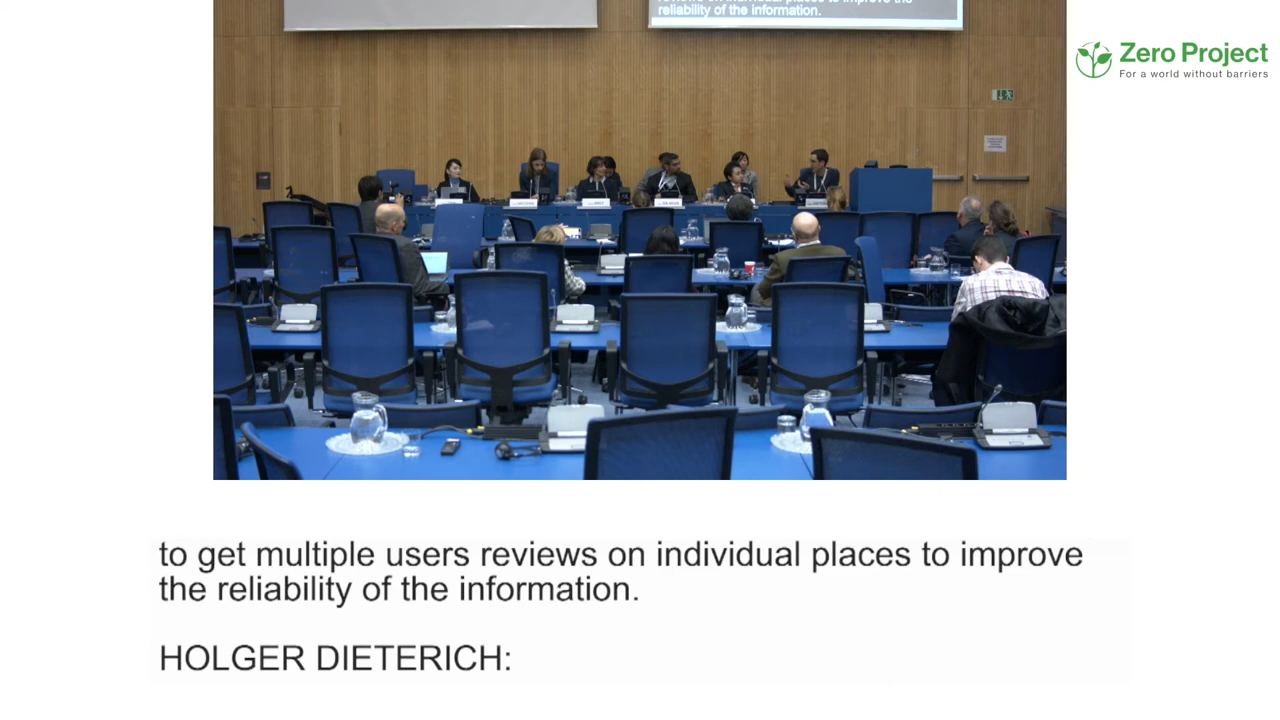 reliability of the information.
Zero Project
For a world without barriers
to get multiple users reviews on individual places to improve
the reliability of the information.
HOLGER DIETERICH: